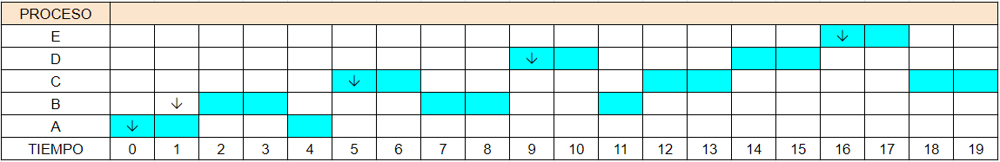 PROCESO
E ↓
D ↓
C ↓
B ↓
A ↓
TIEMPO 0 1 2 3 4 5 6 7 8 9 10 11 12 13 14 15 16 17 18 19